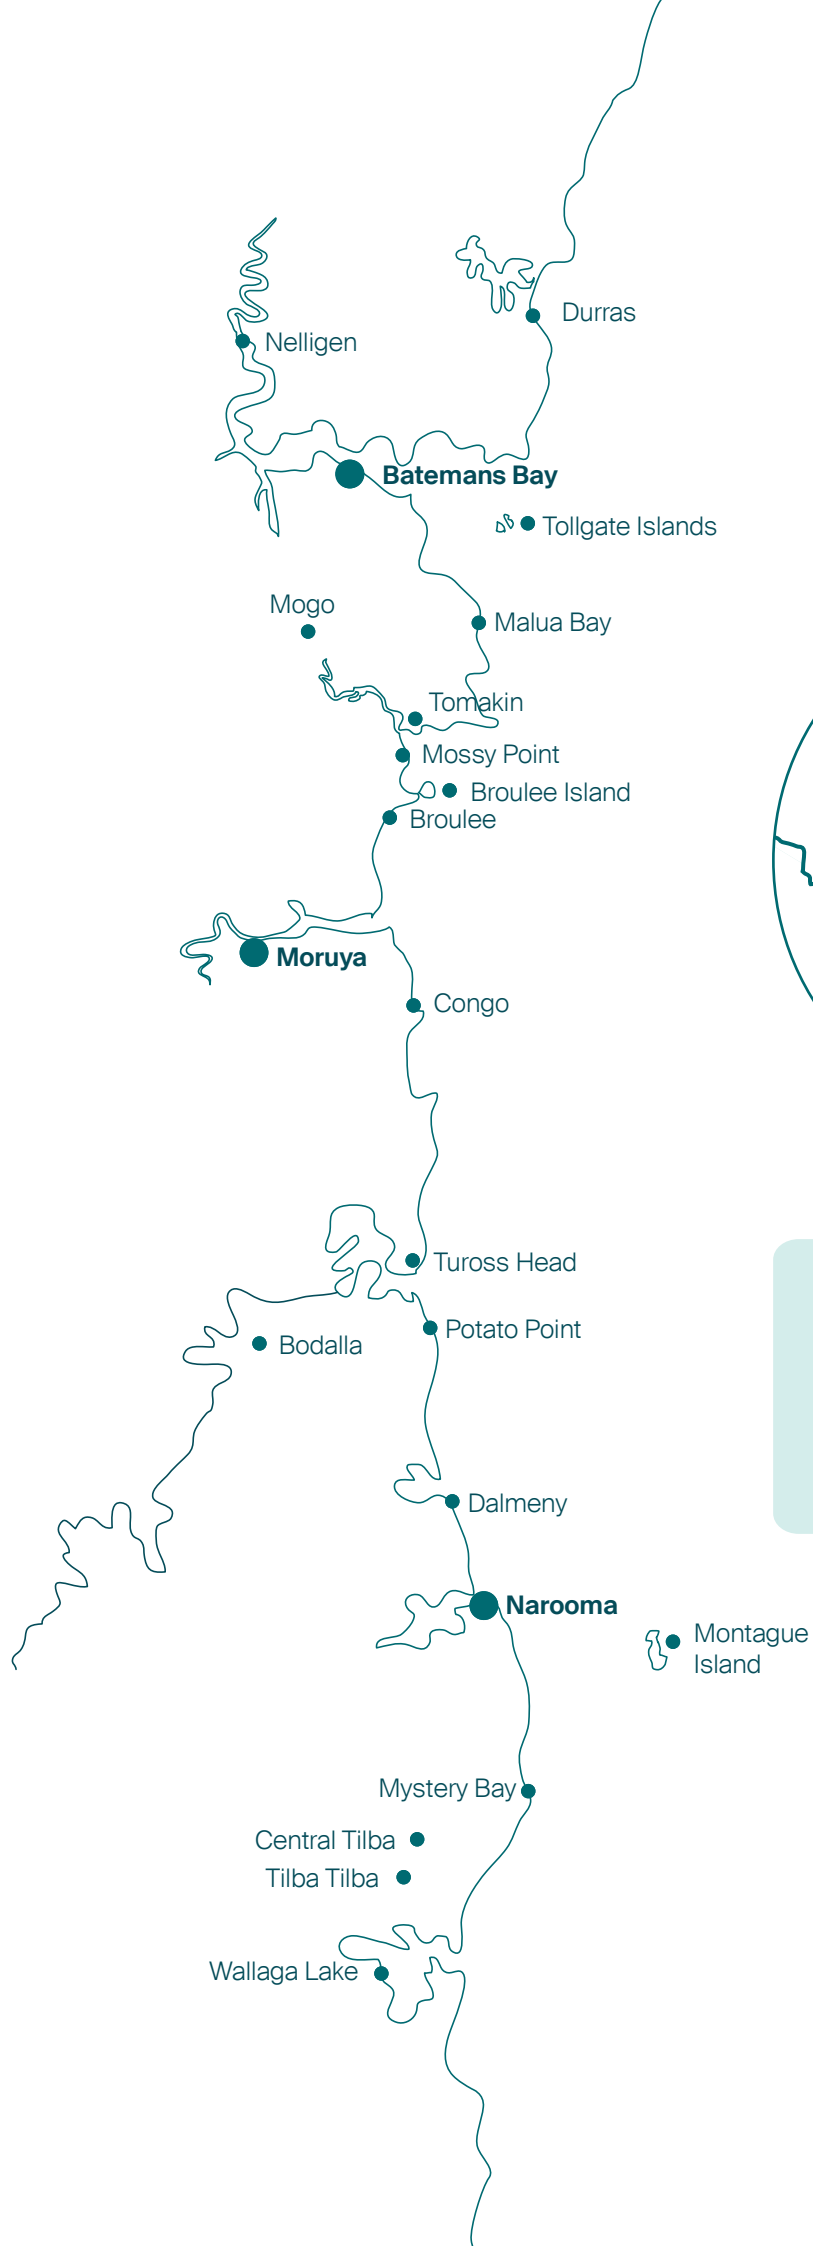 Durras
Nelligen
Batemans Bay
Tollgate Islands
Mogo
Malua Bay
Tomakin
Mossy Point
Broulee Island
Broulee
Moruya
Congo
Tuross Head
Potato Point
Bodalla
Dalmeny
Narooma
Montague
Island
Mystery Bay
Central Tilba
Tilba Tilba
Wallaga Lake